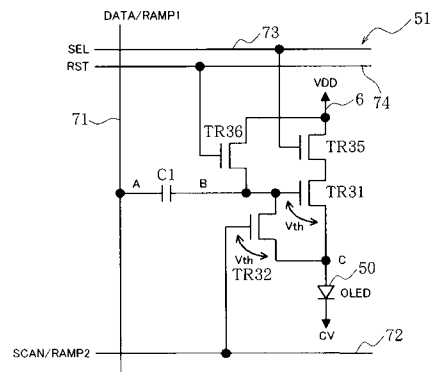 DATA/RAMP1
SEL
73
51
RST
74
VDD
6
71
TR36
TR35
A
C1
B
TR31
Vth
Vth
TR32
C
50
OLED
CV
SCAN/RAMP2
72